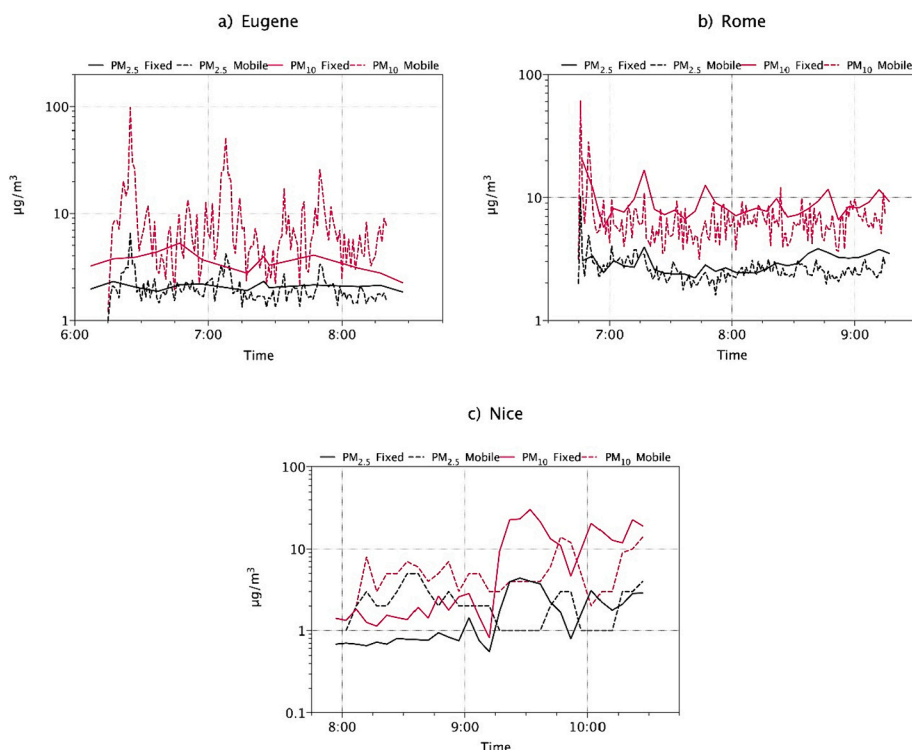 a) Eugene
PM2.5 Fixed PM2.5 Mobile PM10 Fixed PM10 Mobile
100
10
1
µg/m3
6:00 7:00 8:00
Time
b) Rome
PM2.5 Fixed PM2.5 Mobile PM10 Fixed PM10 Mobile
100
10
1
µg/m3
7:00 8:00 9:00
Time
c) Nice
PM2.5 Fixed PM2.5 Mobile PM10 Fixed PM10 Mobile
100
10
1
0.1
µg/m3
8:00 9:00 10:00
Time